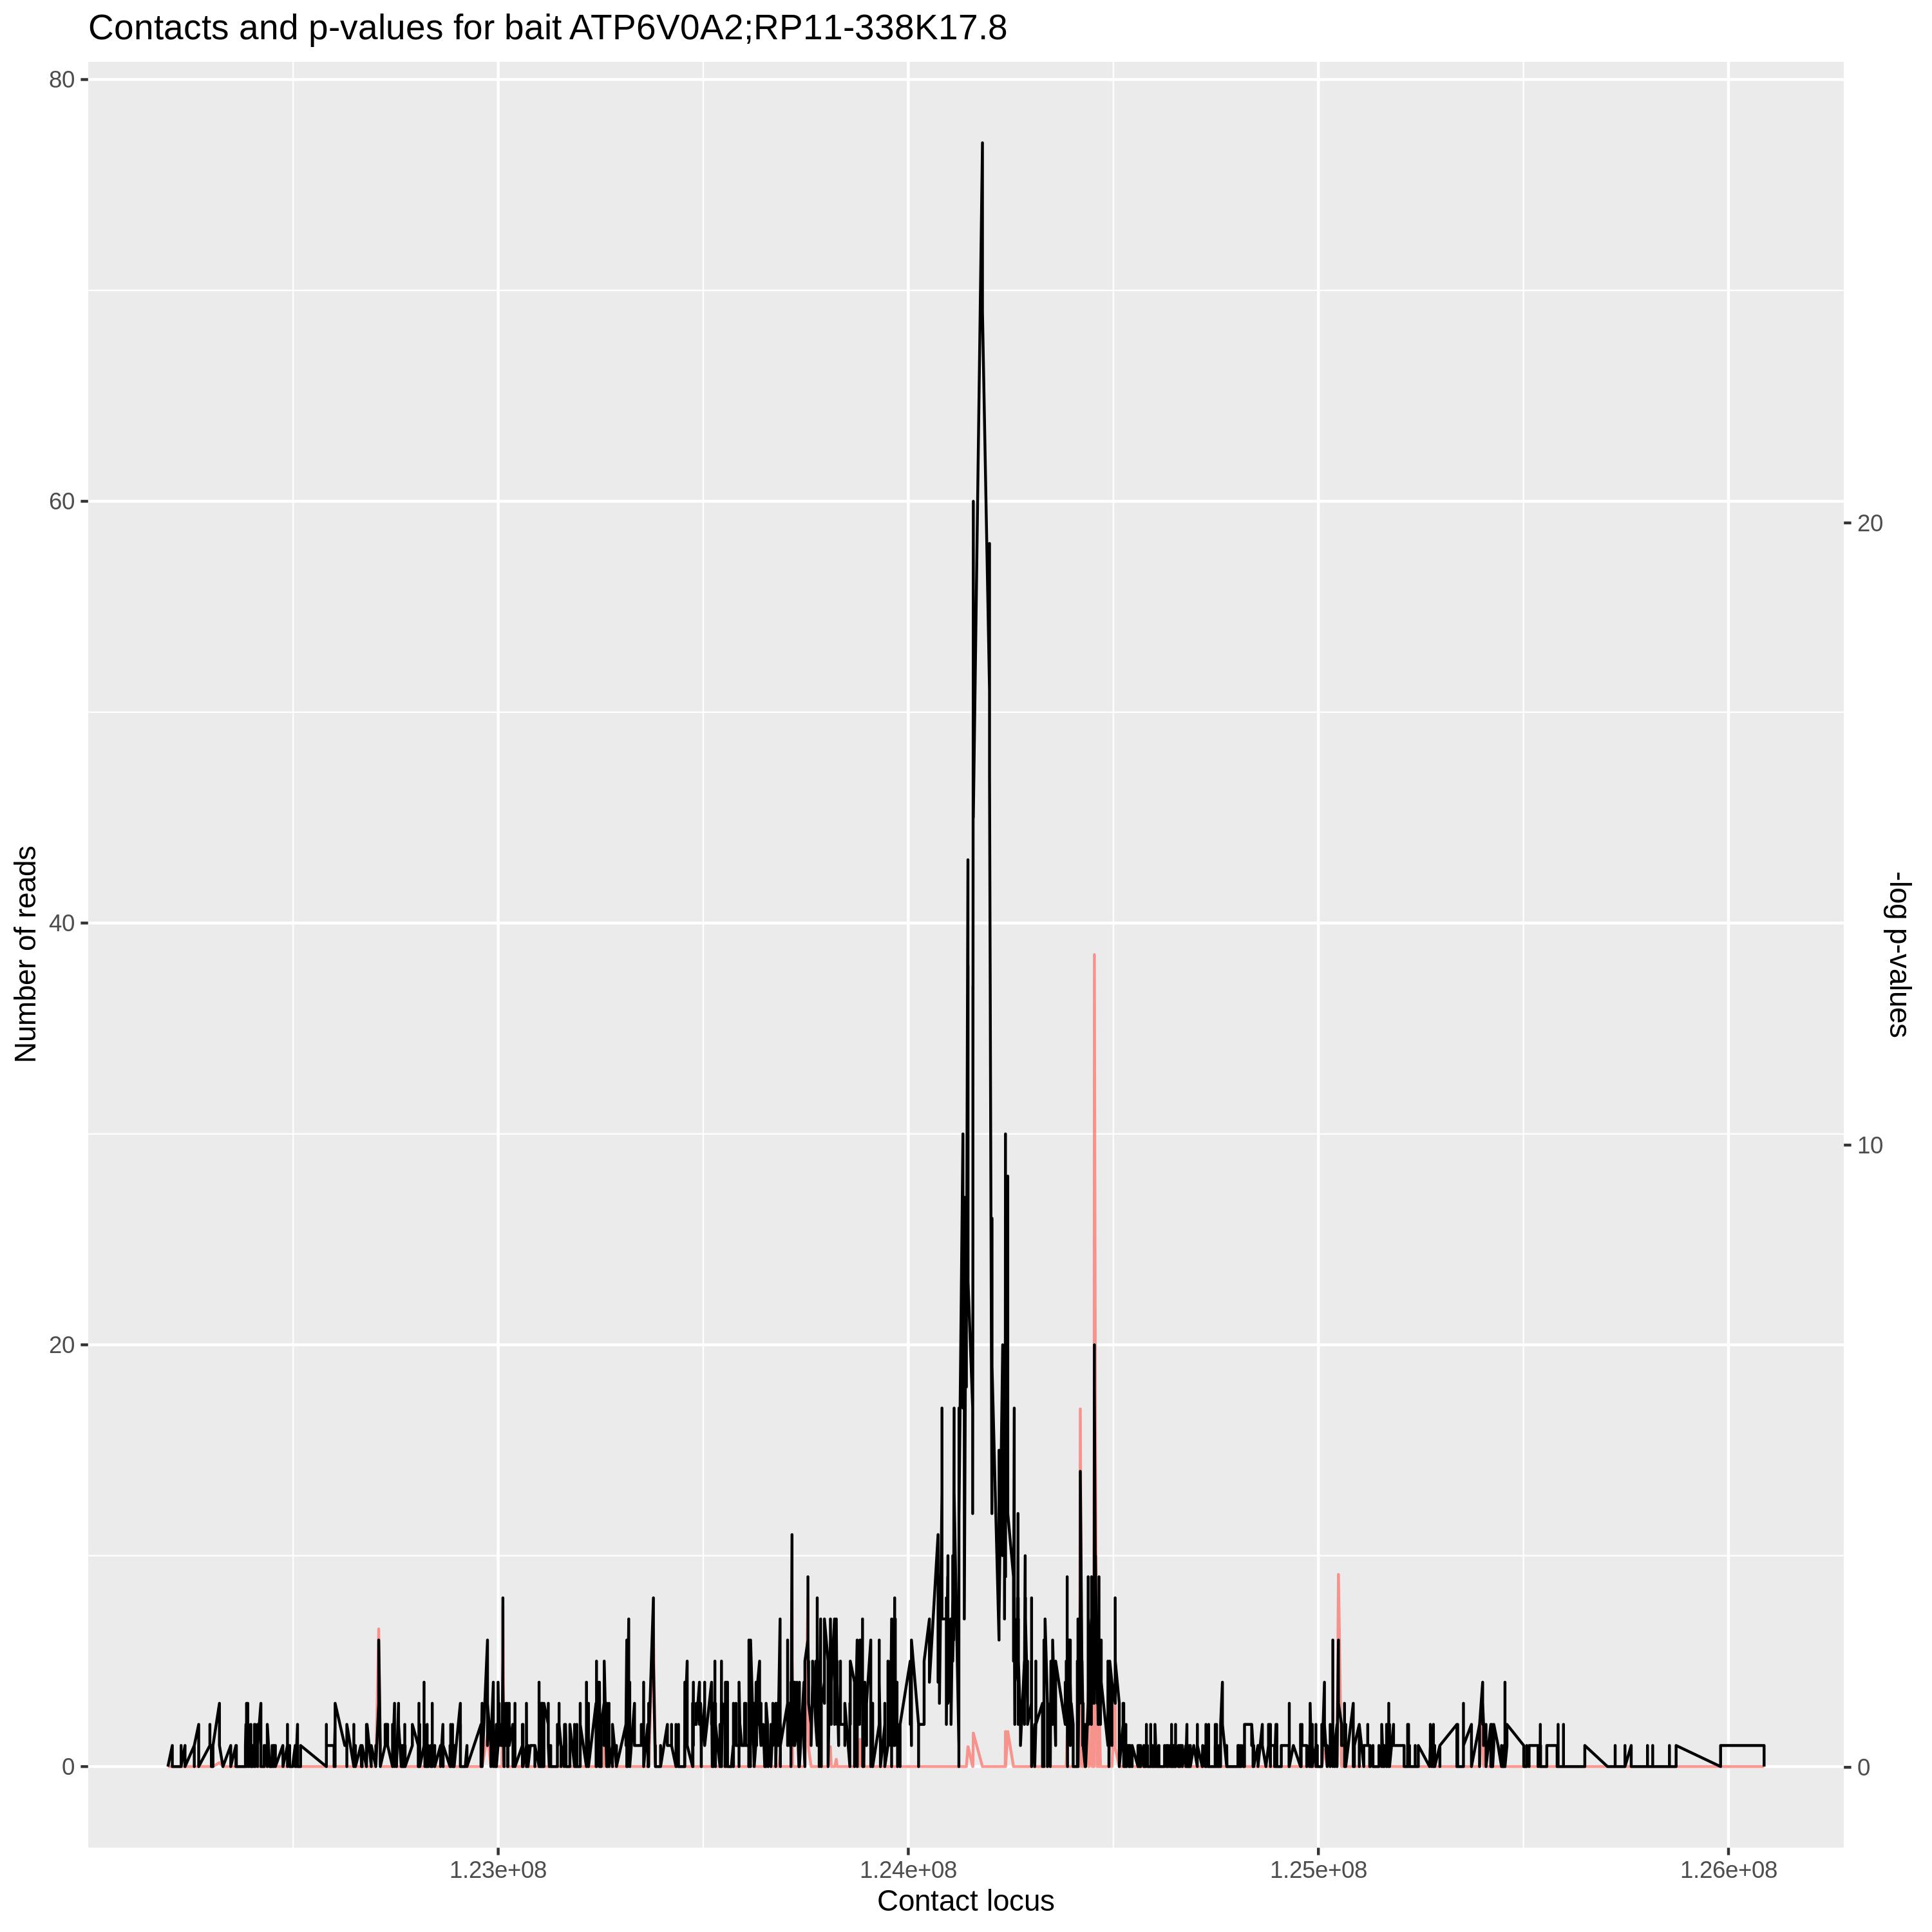 Contacts and p-values for bait ATP6V0A2;RP11-338K17.8
80
60
40
20
0
Number of reads
20
10
0
-log p-values
1.23e+08
1.24e+08
1.25e+08
1.26e+08
Contact locus